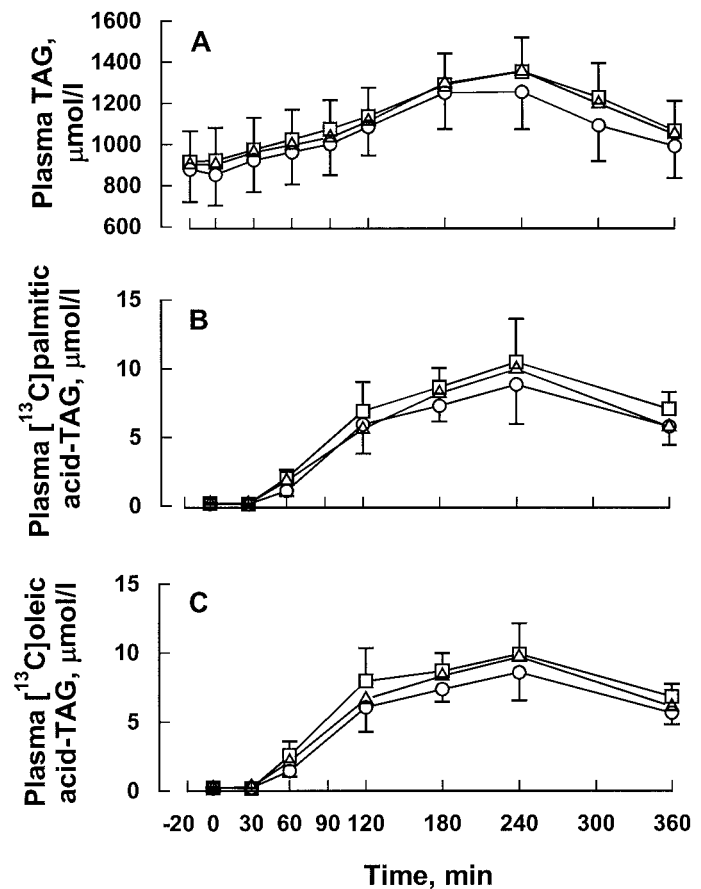 1600
1400
1200
1000
800
600
A
Plasma TAG,
μmol/l
15
10
5
0
B
Plasma [13C]palmitic
acid-TAG, μmol/l
15
10
5
0
C
Plasma [13C]oleic
acid-TAG, μmol/l
-20 0 30 60 90 120 180 240 300 360
Time, min